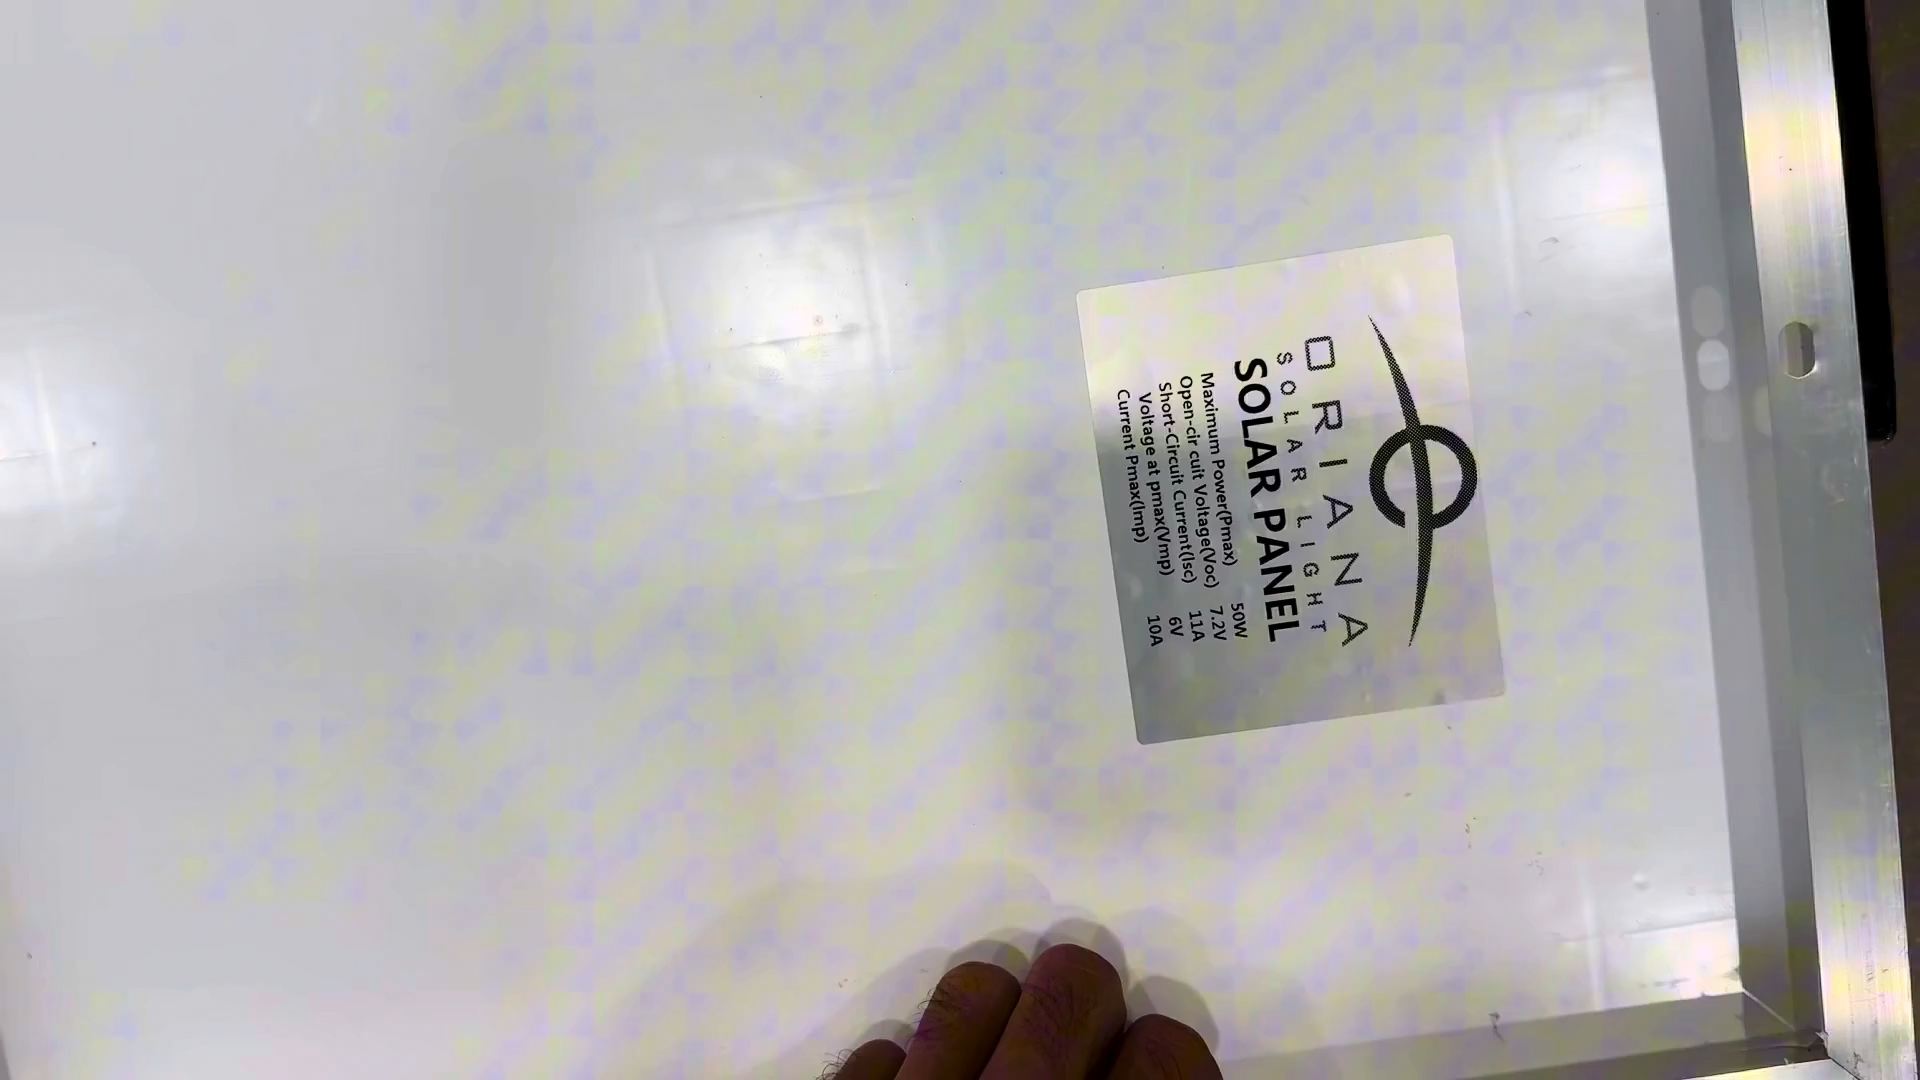 ORIANA
SOLAR LIGHT
SOLAR PANEL
Maximum Power(Pmax) 50W
Open-cir cuit Voltage(Voc) 7.2V
Short-Circuit Current(Isc) 11A
Voltage at pmax(Vmp) 6V
Current Pmax(Imp) 10A